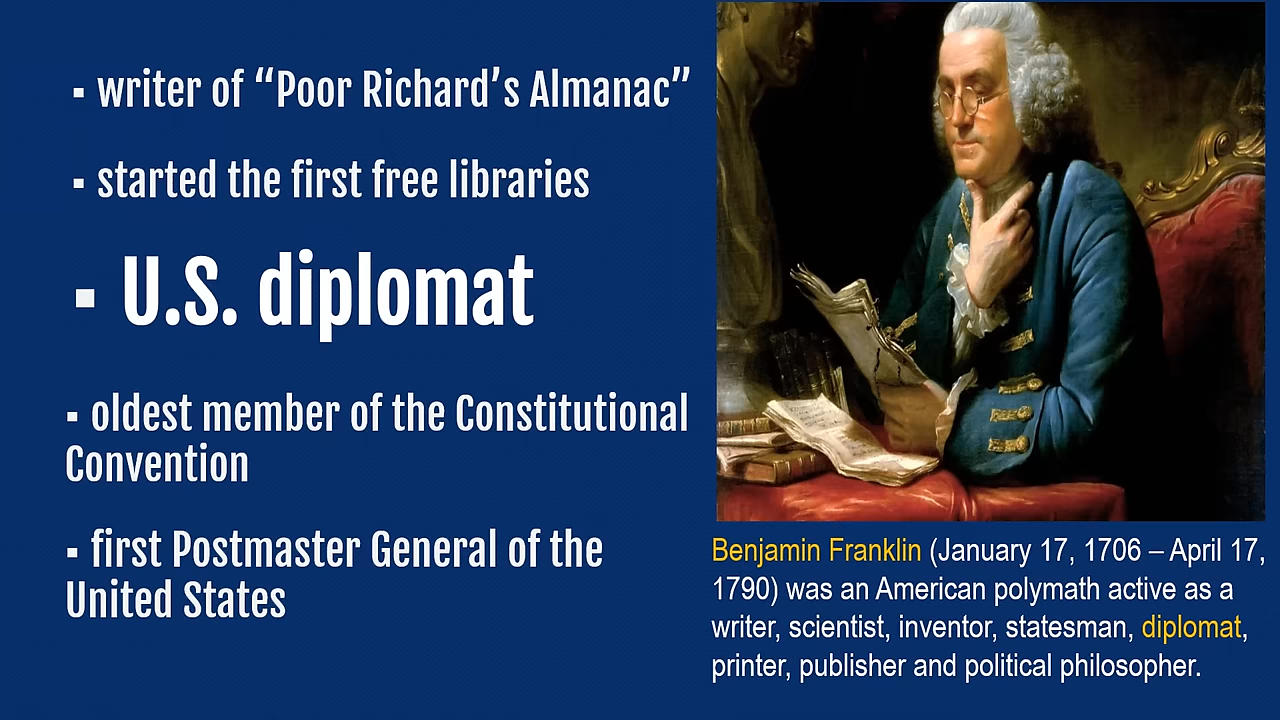 ▪ writer of “Poor Richard’s Almanac”
▪ started the first free libraries
▪ U.S. diplomat
▪ oldest member of the Constitutional
Convention
▪ first Postmaster General of the
United States
Benjamin Franklin (January 17, 1706 – April 17,
1790) was an American polymath active as a
writer, scientist, inventor, statesman, diplomat,
printer, publisher and political philosopher.